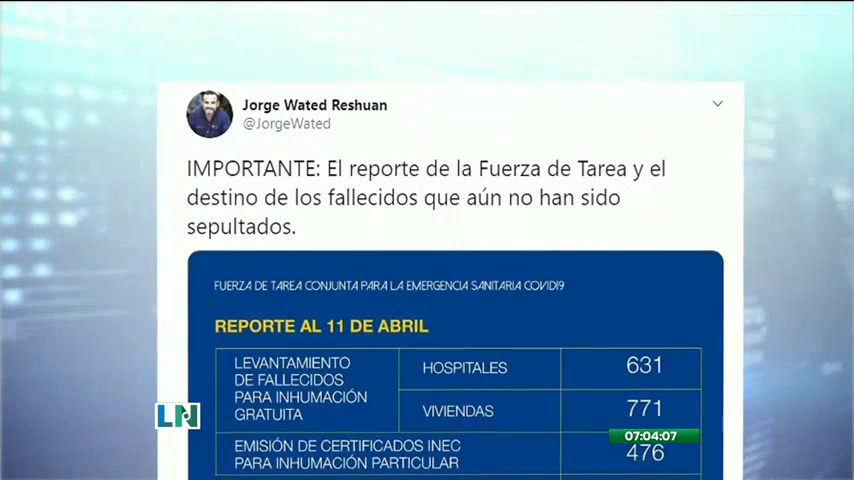 Jorge Wated Reshuan
@JorgeWated
IMPORTANTE: El reporte de la Fuerza de Tarea y el
destino de los fallecidos que aún no han sido
sepultados.
FUERZA DE TAREA CONJUNTA PARA LA EMERGENCIA SANITARIA COVID19
REPORTE AL 11 DE ABRIL
LEVANTAMIENTO
DE FALLECIDOS
PARA INHUMACIÓN
GRATUITA
HOSPITALES 631
VIVIENDAS 771
EMISIÓN DE CERTIFICADOS INEC
PARA INHUMACIÓN PARTICULAR
476
LN
07:04:07